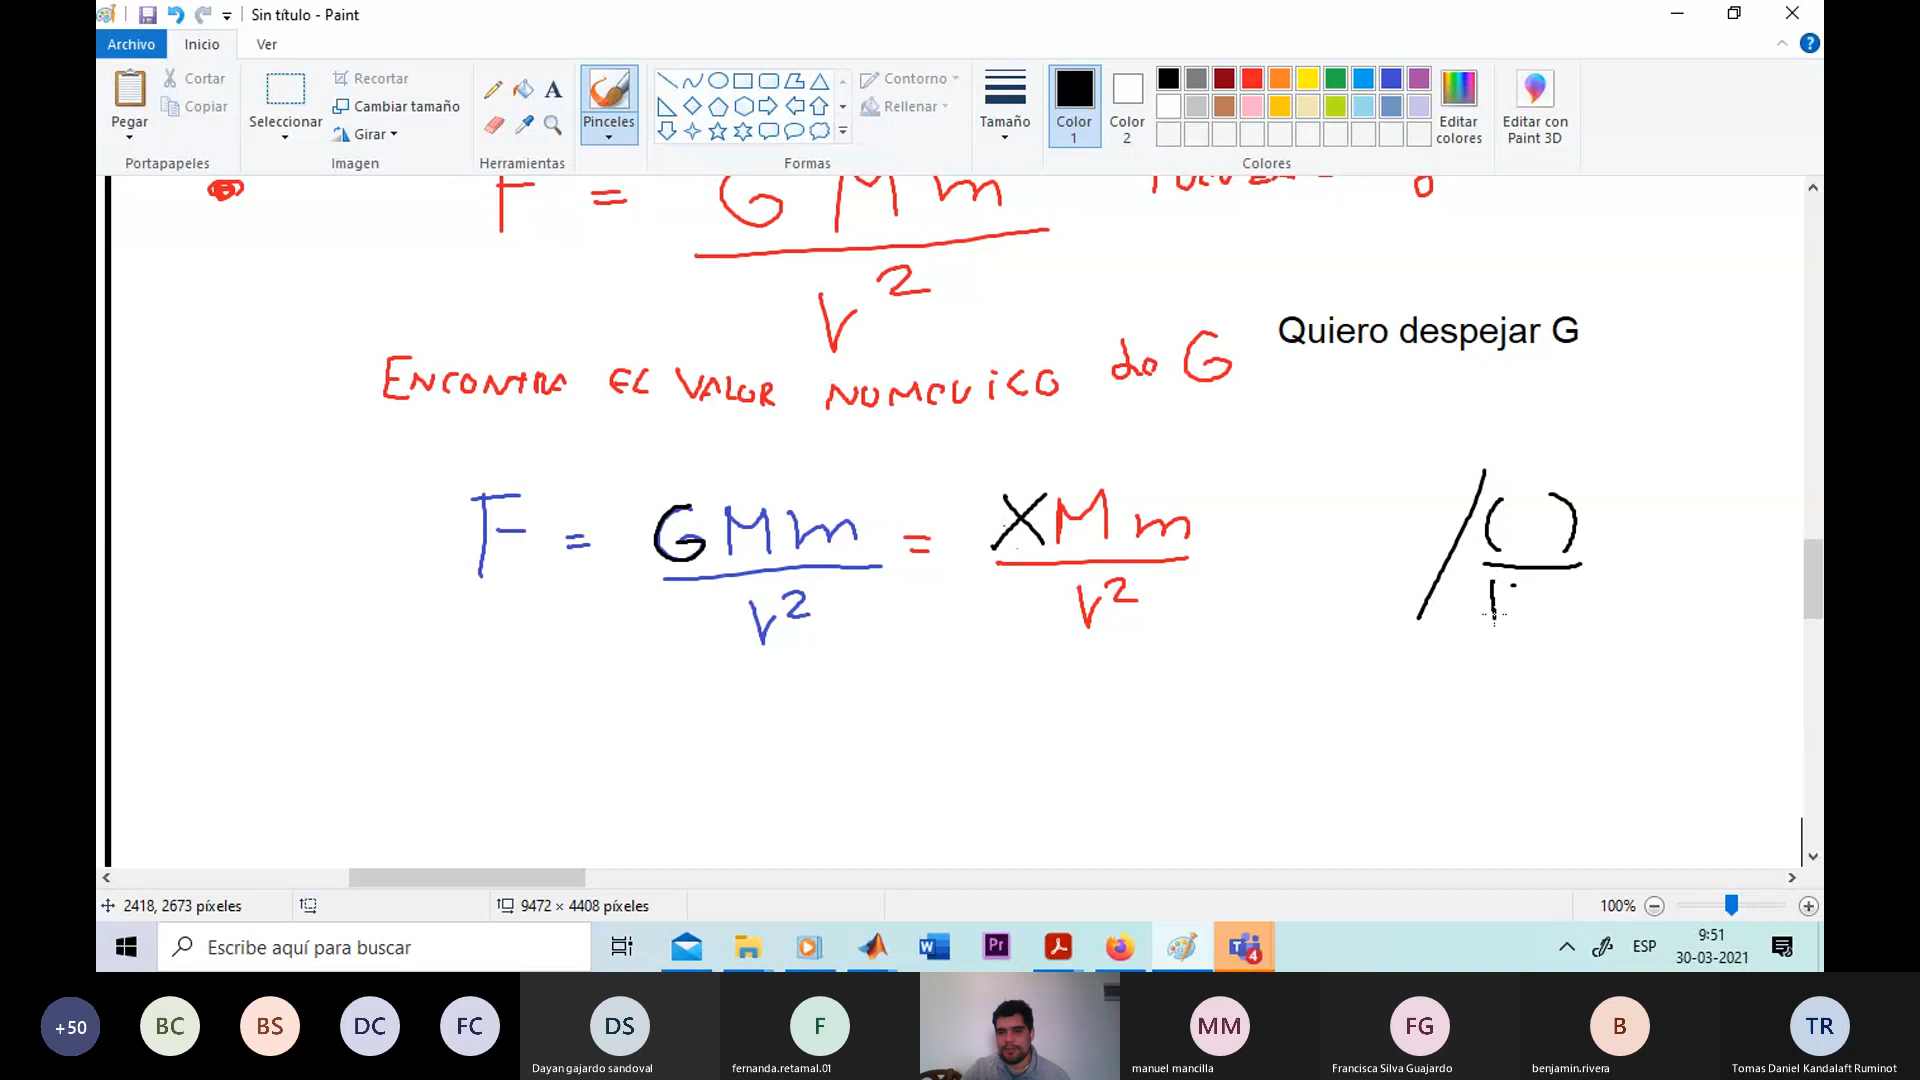 Sin título - Paint
Archivo Inicio Ver
Pegar
Cortar
Copiar
Portapapeles
Seleccionar
Recortar
Cambiar tamaño
Girar
Imagen
Herramientas
Pinceles
Formas
Contorno
Rellenar
Tamaño
Color 1
Color 2
Colores
Editar colores
Editar con Paint 3D
F = G M m
r²
Quiero despejar G
ENCONTRA EL VALOR NUMERICO de G
F = G M m = X M m / ( )
r² r²
2418, 2673 píxeles
9472 × 4408 píxeles
100%
Escribe aquí para buscar
W Pr 4
ESP
9:51
30-03-2021
+50 BC BS DC FC DS F MM FG B TR
Dayan gajardo sandoval
fernanda.retamal.01
manuel mancilla
Francisca Silva Guajardo
benjamin.rivera
Tomas Daniel Kandalaft Ruminot